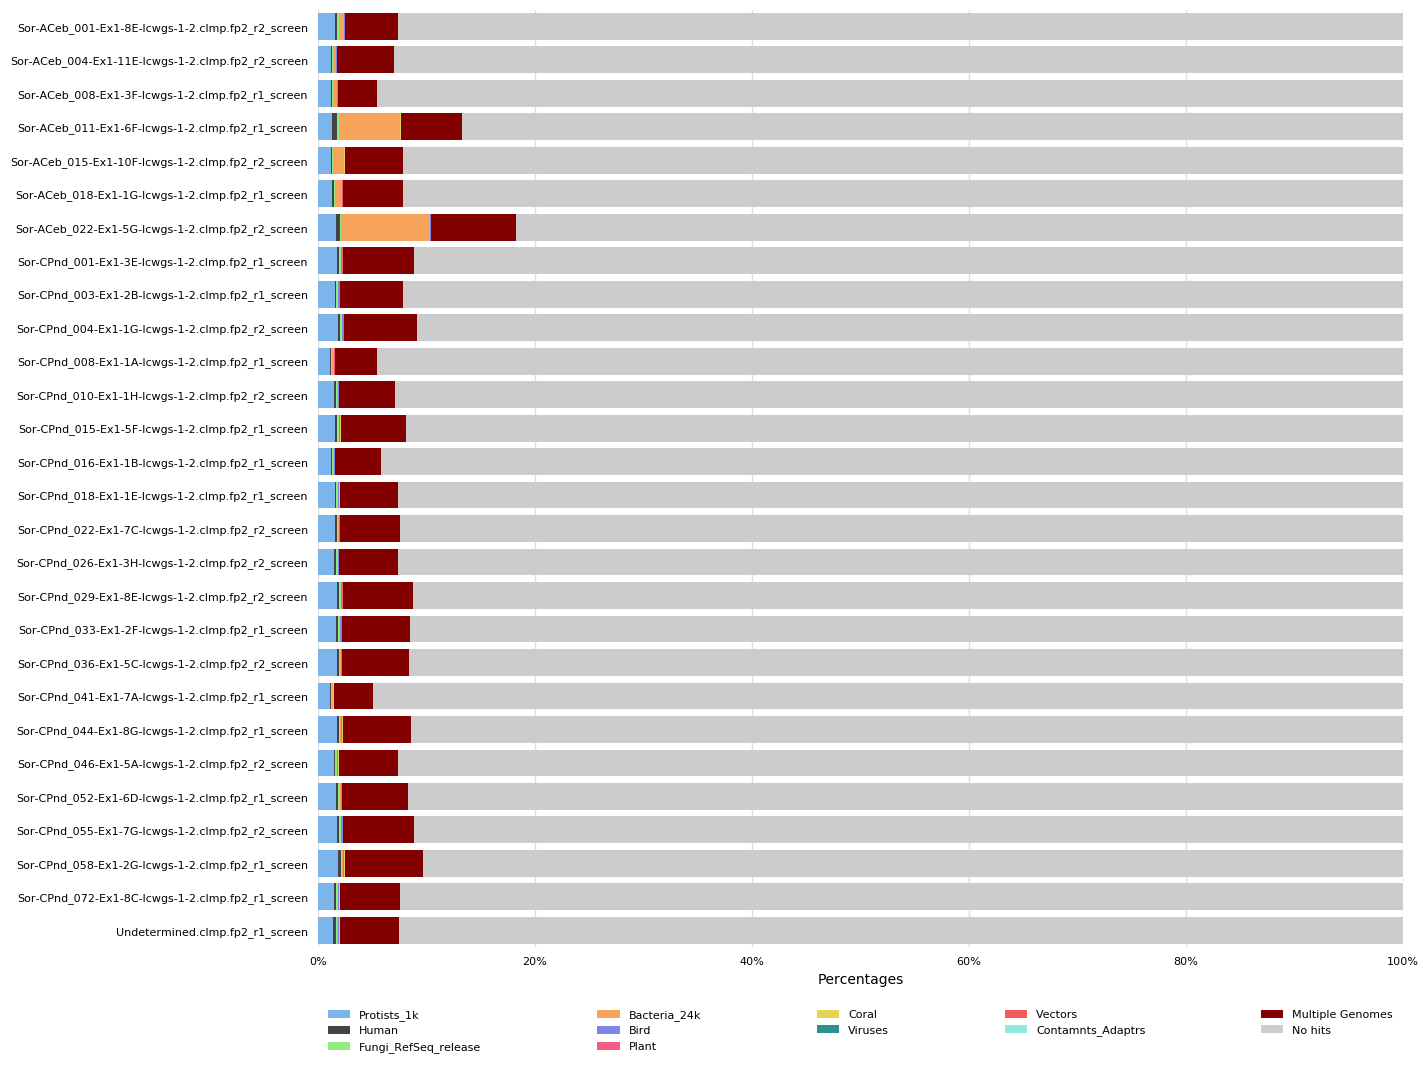 Sor-ACeb_001-Ex1-8E-lcwgs-1-2.clmp.fp2_r2_screen
Sor-ACeb_004-Ex1-11E-lcwgs-1-2.clmp.fp2_r2_screen
Sor-ACeb_008-Ex1-3F-lcwgs-1-2.clmp.fp2_r1_screen
Sor-ACeb_011-Ex1-6F-lcwgs-1-2.clmp.fp2_r1_screen
Sor-ACeb_015-Ex1-10F-lcwgs-1-2.clmp.fp2_r2_screen
Sor-ACeb_018-Ex1-1G-lcwgs-1-2.clmp.fp2_r1_screen
Sor-ACeb_022-Ex1-5G-lcwgs-1-2.clmp.fp2_r2_screen
Sor-CPnd_001-Ex1-3E-lcwgs-1-2.clmp.fp2_r1_screen
Sor-CPnd_003-Ex1-2B-lcwgs-1-2.clmp.fp2_r1_screen
Sor-CPnd_004-Ex1-1G-lcwgs-1-2.clmp.fp2_r2_screen
Sor-CPnd_008-Ex1-1A-lcwgs-1-2.clmp.fp2_r1_screen
Sor-CPnd_010-Ex1-1H-lcwgs-1-2.clmp.fp2_r2_screen
Sor-CPnd_015-Ex1-5F-lcwgs-1-2.clmp.fp2_r1_screen
Sor-CPnd_016-Ex1-1B-lcwgs-1-2.clmp.fp2_r1_screen
Sor-CPnd_018-Ex1-1E-lcwgs-1-2.clmp.fp2_r1_screen
Sor-CPnd_022-Ex1-7C-lcwgs-1-2.clmp.fp2_r2_screen
Sor-CPnd_026-Ex1-3H-lcwgs-1-2.clmp.fp2_r2_screen
Sor-CPnd_029-Ex1-8E-lcwgs-1-2.clmp.fp2_r2_screen
Sor-CPnd_033-Ex1-2F-lcwgs-1-2.clmp.fp2_r1_screen
Sor-CPnd_036-Ex1-5C-lcwgs-1-2.clmp.fp2_r2_screen
Sor-CPnd_041-Ex1-7A-lcwgs-1-2.clmp.fp2_r1_screen
Sor-CPnd_044-Ex1-8G-lcwgs-1-2.clmp.fp2_r1_screen
Sor-CPnd_046-Ex1-5A-lcwgs-1-2.clmp.fp2_r2_screen
Sor-CPnd_052-Ex1-6D-lcwgs-1-2.clmp.fp2_r1_screen
Sor-CPnd_055-Ex1-7G-lcwgs-1-2.clmp.fp2_r2_screen
Sor-CPnd_058-Ex1-2G-lcwgs-1-2.clmp.fp2_r1_screen
Sor-CPnd_072-Ex1-8C-lcwgs-1-2.clmp.fp2_r1_screen
Undetermined.clmp.fp2_r1_screen
0% 20% 40% 60% 80% 100%
Percentages
Protists_1k Bacteria_24k Coral Vectors Multiple Genomes
Human Bird Viruses Contamnts_Adaptrs No hits
Fungi_RefSeq_release Plant